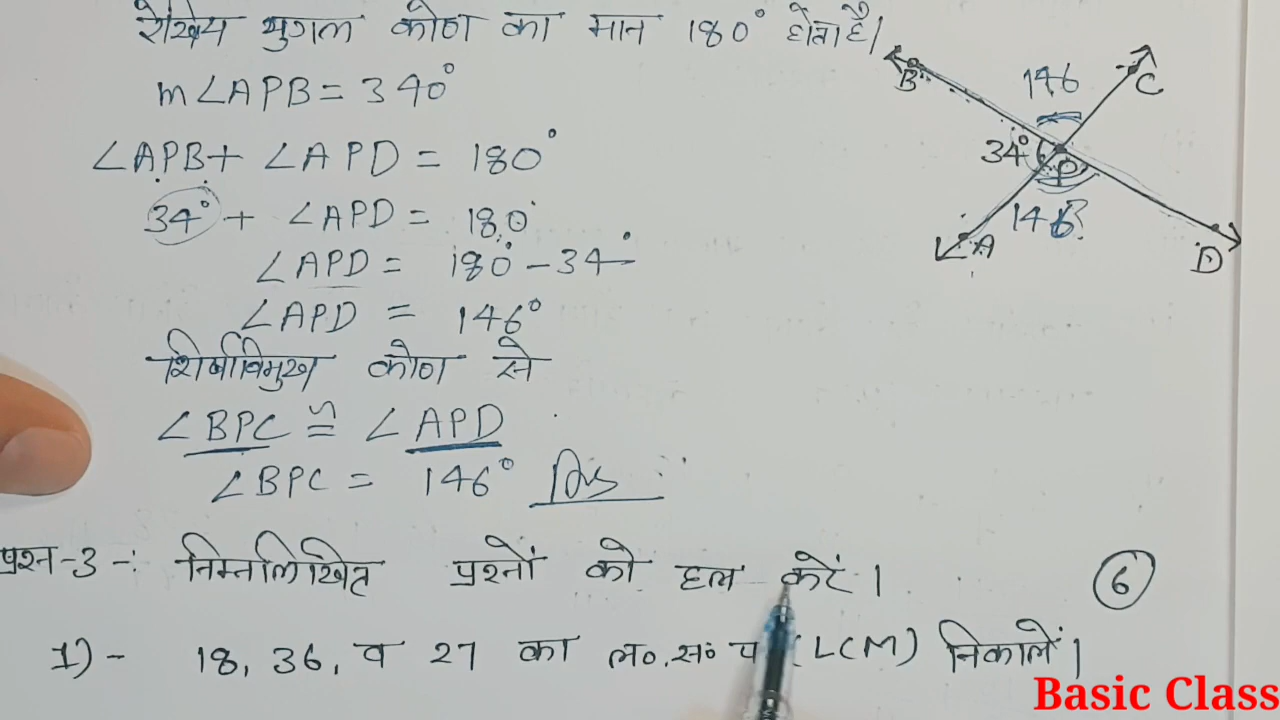 रेखिय युगल कोण का मान 180° होता है।
m∠APB = 340°
∠APB + ∠APD = 180°
34° + ∠APD = 180°
∠APD = 180° - 34°
∠APD = 146°
शिर्षाविमुख कोण से
∠BPC ≅ ∠APD
∠BPC = 146° Ans
B
146
C
34°
P
146
A
D
प्रश्न-3 -: निम्नलिखित प्रश्नों को हल करें। 6
1) - 18, 36, व 27 का ल०.स० प (LCM) निकालें।
Basic Class